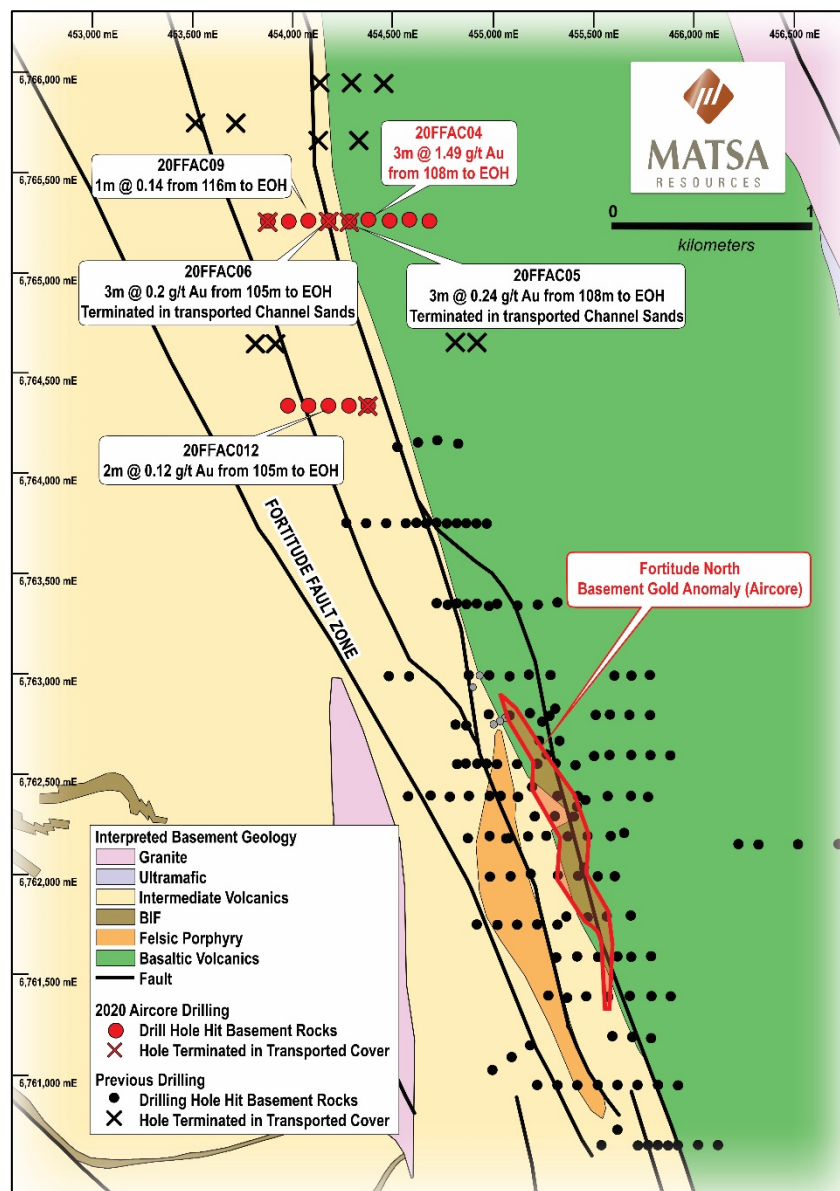 453,000 mE
453,500 mE
454,000 mE
454,500 mE
455,000 mE
455,500 mE
456,000 mE
456,500 mE
6,766,000 mE
6,765,500 mE
6,765,000 mE
6,764,500 mE
6,764,000 mE
6,763,500 mE
6,763,000 mE
6,762,500 mE
6,762,000 mE
6,761,500 mE
6,761,000 mE
MATSA
RESOURCES
0
1
kilometers
20FFAC09
1m @ 0.14 from 116m to EOH
20FFAC04
3m @ 1.49 g/t Au
from 108m to EOH
20FFAC06
3m @ 0.2 g/t Au from 105m to EOH
Terminated in transported Channel Sands
20FFAC05
3m @ 0.24 g/t Au from 108m to EOH
Terminated in transported Channel Sands
20FFAC012
2m @ 0.12 g/t Au from 105m to EOH
FORTITUDE FAULT ZONE
Fortitude North
Basement Gold Anomaly (Aircore)
Interpreted Basement Geology
Granite
Ultramafic
Intermediate Volcanics
BIF
Felsic Porphyry
Basaltic Volcanics
Fault
2020 Aircore Drilling
Drill Hole Hit Basement Rocks
Hole Terminated in Transported Cover
Previous Drilling
Drilling Hole Hit Basement Rocks
Hole Terminated in Transported Cover